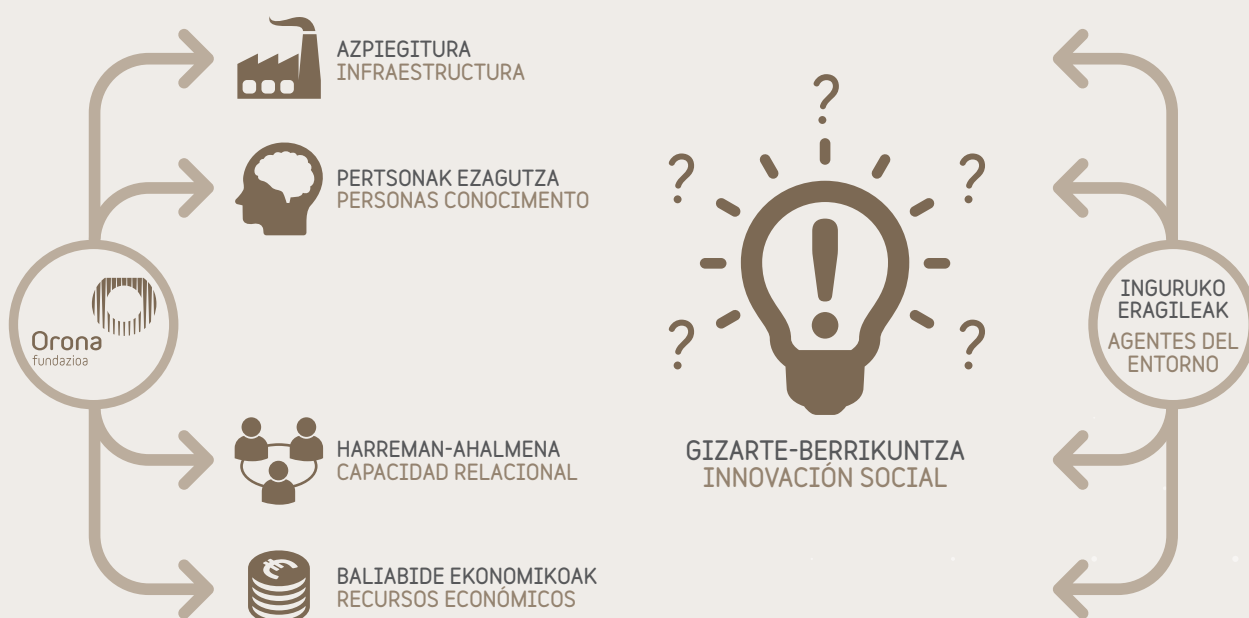 AZPIEGITURA
INFRAESTRUCTURA
PERTSONAK EZAGUTZA
PERSONAS CONOCIMENTO
Orona
fundazioa
HARREMAN-AHALMENA
CAPACIDAD RELACIONAL
BALIABIDE EKONOMIKOAK
RECURSOS ECONÓMICOS
?
? ?
!
? ?
GIZARTE-BERRIKUNTZA
INNOVACIÓN SOCIAL
INGURUKO
ERAGILEAK
AGENTES DEL
ENTORNO